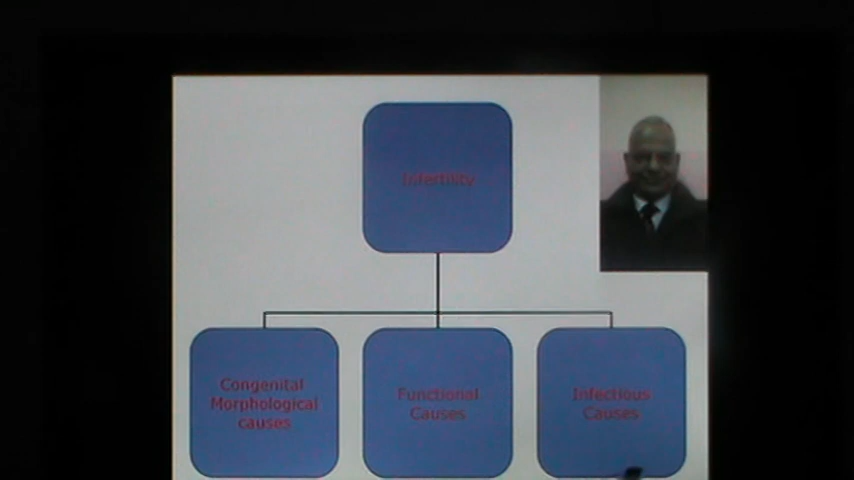 Infertility
Congenital
Morphological
causes
Functional
Causes
Infectious
Causes